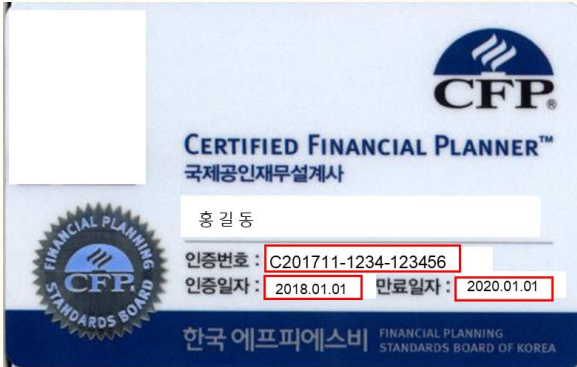 CFP®
CERTIFIED FINANCIAL PLANNER™
국제공인재무설계사
홍길동
인증번호 : C201711-1234-123456
인증일자 : 2018.01.01 만료일자 : 2020.01.01
FINANCIAL PLANNING
CFP
STANDARDS BOARD
한국 에프피에스비 FINANCIAL PLANNING
STANDARDS BOARD OF KOREA